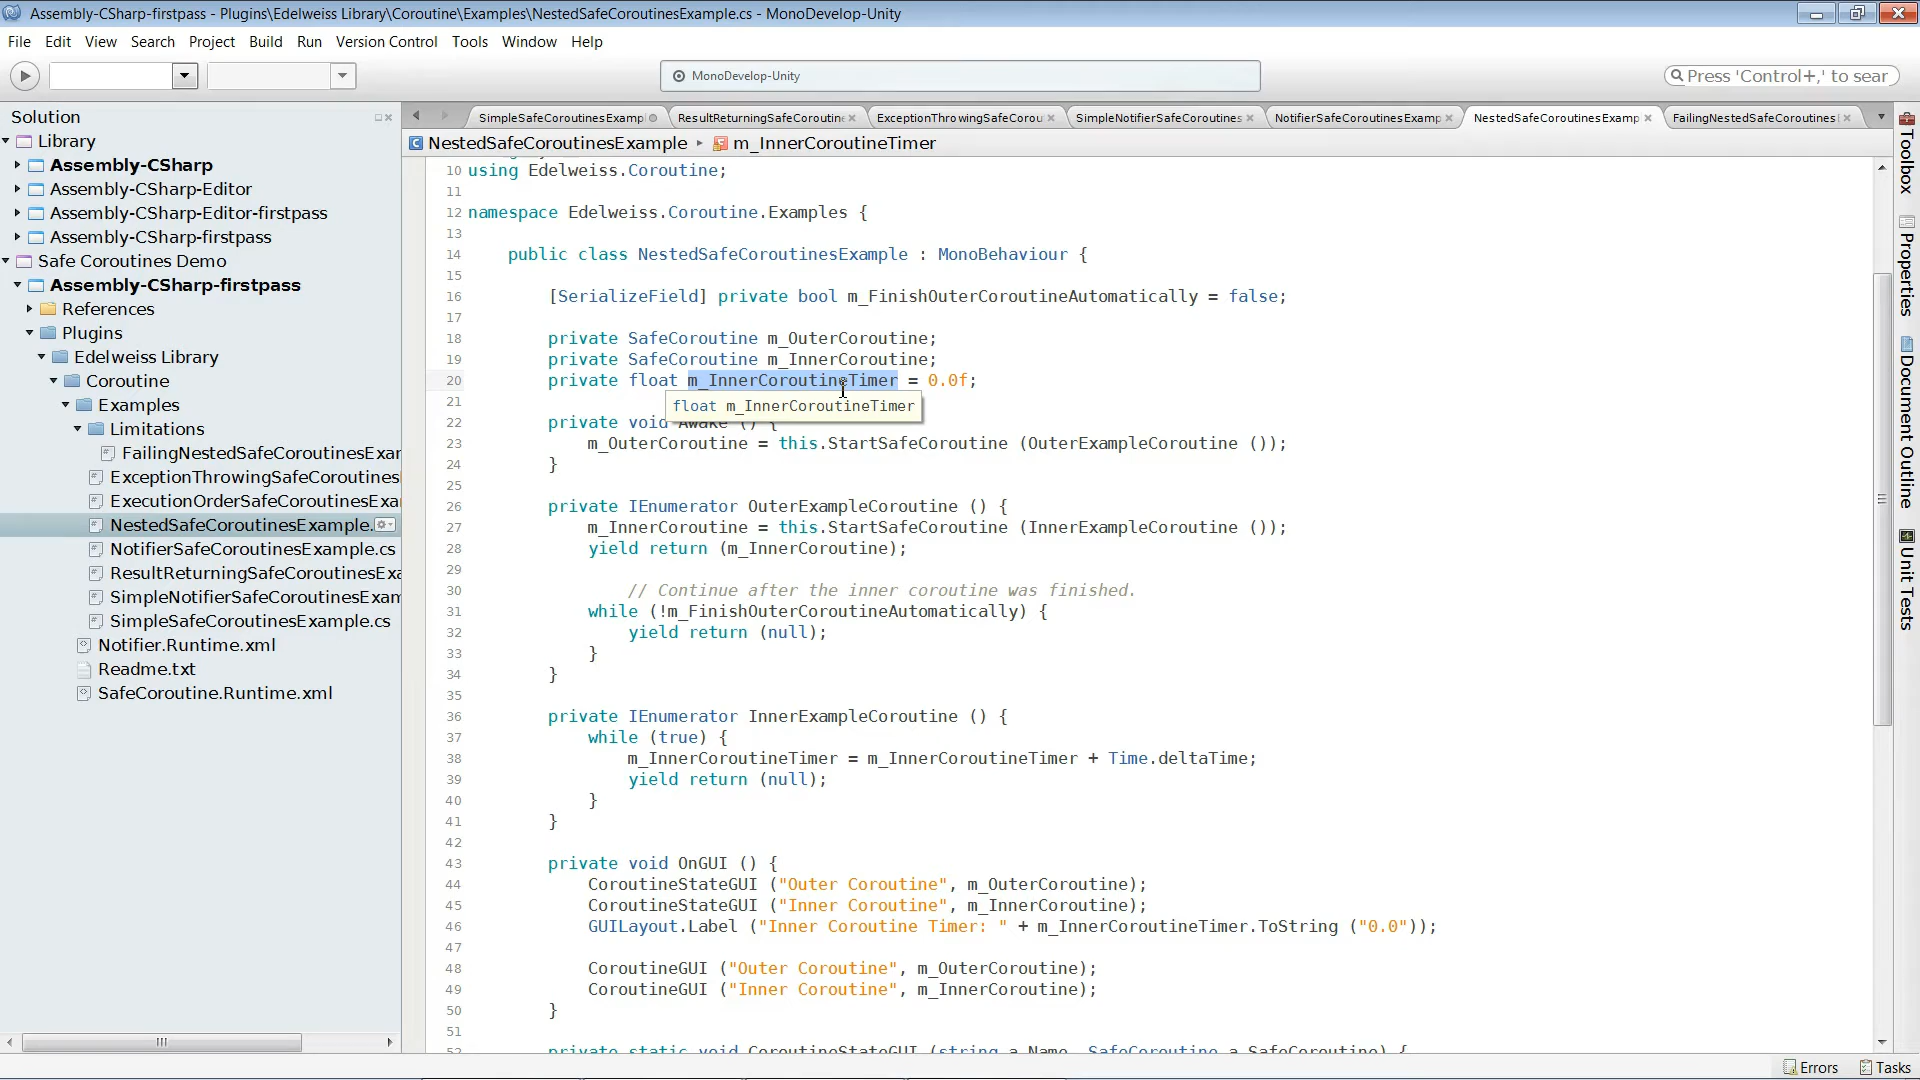 Assembly-CSharp-firstpass - Plugins\Edelweiss Library\Coroutine\Examples\NestedSafeCoroutinesExample.cs - MonoDevelop-Unity
File Edit View Search Project Build Run Version Control Tools Window Help
MonoDevelop-Unity
Press 'Control+,' to sear
Solution
Library
Assembly-CSharp
Assembly-CSharp-Editor
Assembly-CSharp-Editor-firstpass
Assembly-CSharp-firstpass
Safe Coroutines Demo
Assembly-CSharp-firstpass
References
Plugins
Edelweiss Library
Coroutine
Examples
Limitations
FailingNestedSafeCoroutinesExar
ExceptionThrowingSafeCoroutines
ExecutionOrderSafeCoroutinesExa
NestedSafeCoroutinesExample.
NotifierSafeCoroutinesExample.cs
ResultReturningSafeCoroutinesExa
SimpleNotifierSafeCoroutinesExam
SimpleSafeCoroutinesExample.cs
Notifier.Runtime.xml
Readme.txt
SafeCoroutine.Runtime.xml
SimpleSafeCoroutinesExampl ResultReturningSafeCoroutine ExceptionThrowingSafeCorou SimpleNotifierSafeCoroutines NotifierSafeCoroutinesExamp NestedSafeCoroutinesExamp FailingNestedSafeCoroutines
NestedSafeCoroutinesExample m_InnerCoroutineTimer
10 using Edelweiss.Coroutine;
11
12 namespace Edelweiss.Coroutine.Examples {
13
14 public class NestedSafeCoroutinesExample : MonoBehaviour {
15
16 [SerializeField] private bool m_FinishOuterCoroutineAutomatically = false;
17
18 private SafeCoroutine m_OuterCoroutine;
19 private SafeCoroutine m_InnerCoroutine;
20 private float m_InnerCoroutineTimer = 0.0f;
21
float m_InnerCoroutineTimer
22 private void Awake () {
23 m_OuterCoroutine = this.StartSafeCoroutine (OuterExampleCoroutine ());
24 }
25
26 private IEnumerator OuterExampleCoroutine () {
27 m_InnerCoroutine = this.StartSafeCoroutine (InnerExampleCoroutine ());
28 yield return (m_InnerCoroutine);
29
30 // Continue after the inner coroutine was finished.
31 while (!m_FinishOuterCoroutineAutomatically) {
32 yield return (null);
33 }
34 }
35
36 private IEnumerator InnerExampleCoroutine () {
37 while (true) {
38 m_InnerCoroutineTimer = m_InnerCoroutineTimer + Time.deltaTime;
39 yield return (null);
40 }
41 }
42
43 private void OnGUI () {
44 CoroutineStateGUI ("Outer Coroutine", m_OuterCoroutine);
45 CoroutineStateGUI ("Inner Coroutine", m_InnerCoroutine);
46 GUILayout.Label ("Inner Coroutine Timer: " + m_InnerCoroutineTimer.ToString ("0.0"));
47
48 CoroutineGUI ("Outer Coroutine", m_OuterCoroutine);
49 CoroutineGUI ("Inner Coroutine", m_InnerCoroutine);
50 }
51
52 private static void CoroutineStateGUI (string a_Name, SafeCoroutine a_SafeCoroutine) {
Toolbox
Properties
Document Outline
Unit Tests
Errors Tasks